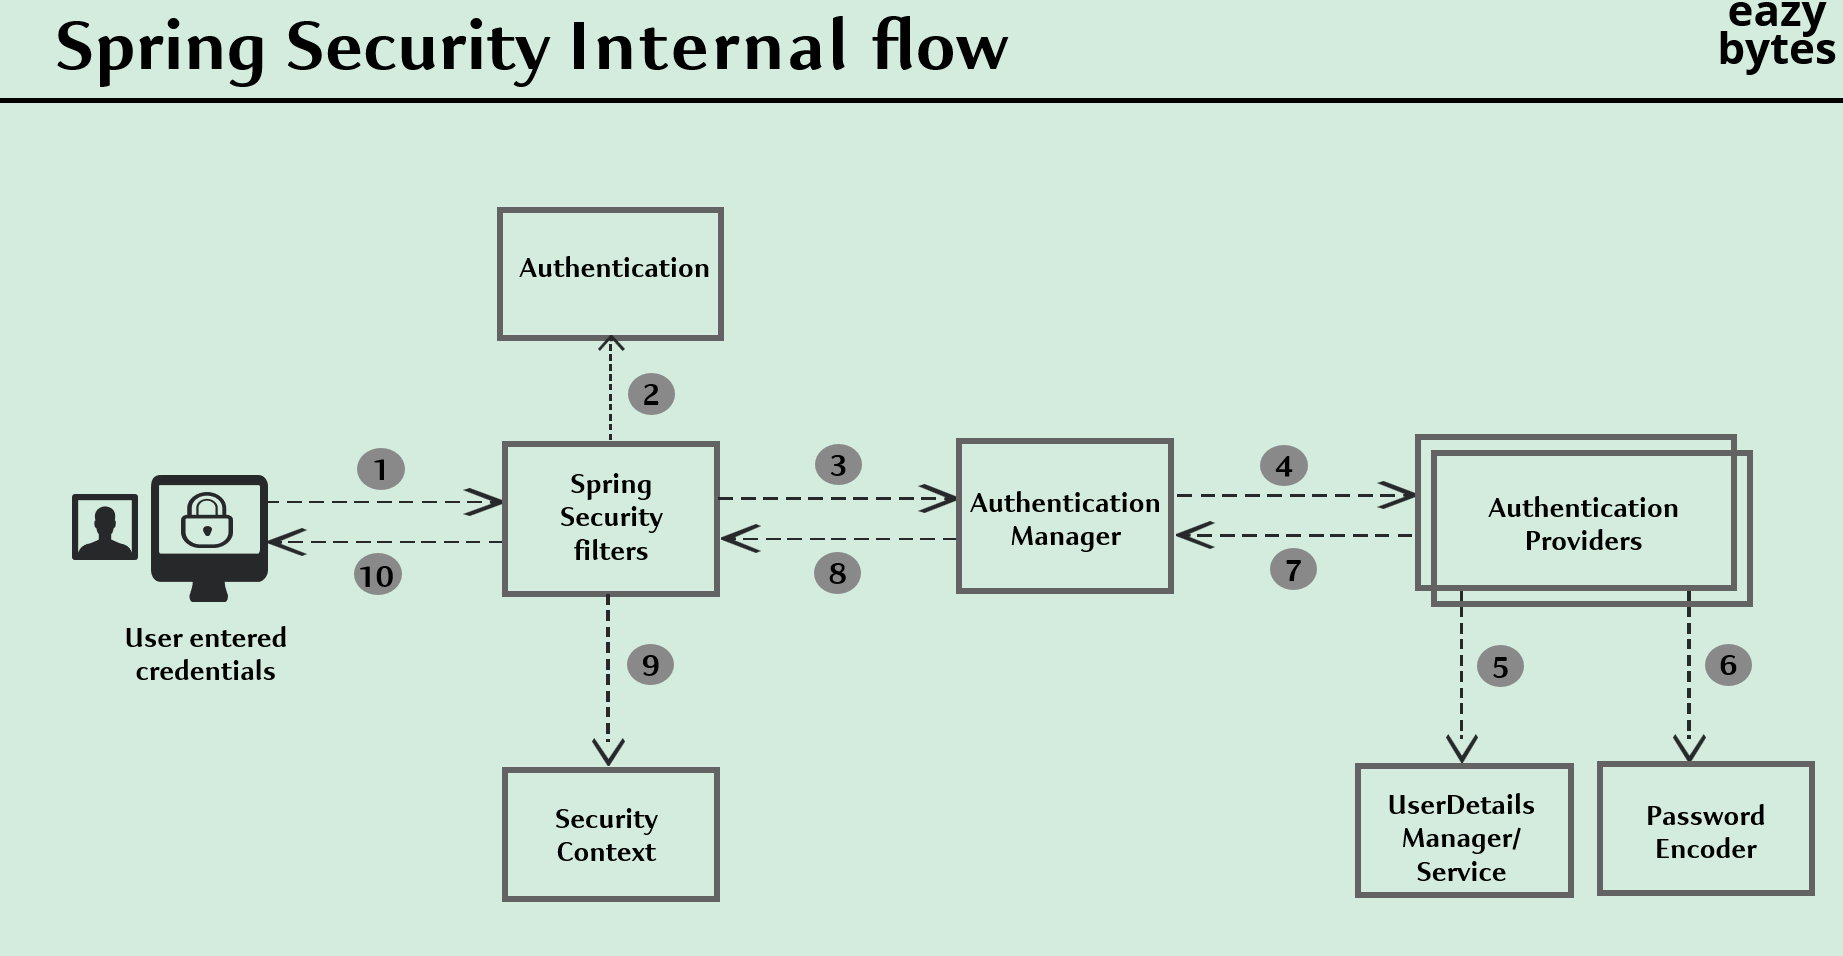 Spring Security Internal flow
eazy
bytes
Authentication
2
1
3
4
Spring
Security
filters
Authentication
Manager
Authentication
Providers
10
8
7
User entered
credentials
9
5
6
Security
Context
UserDetails
Manager/
Service
Password
Encoder